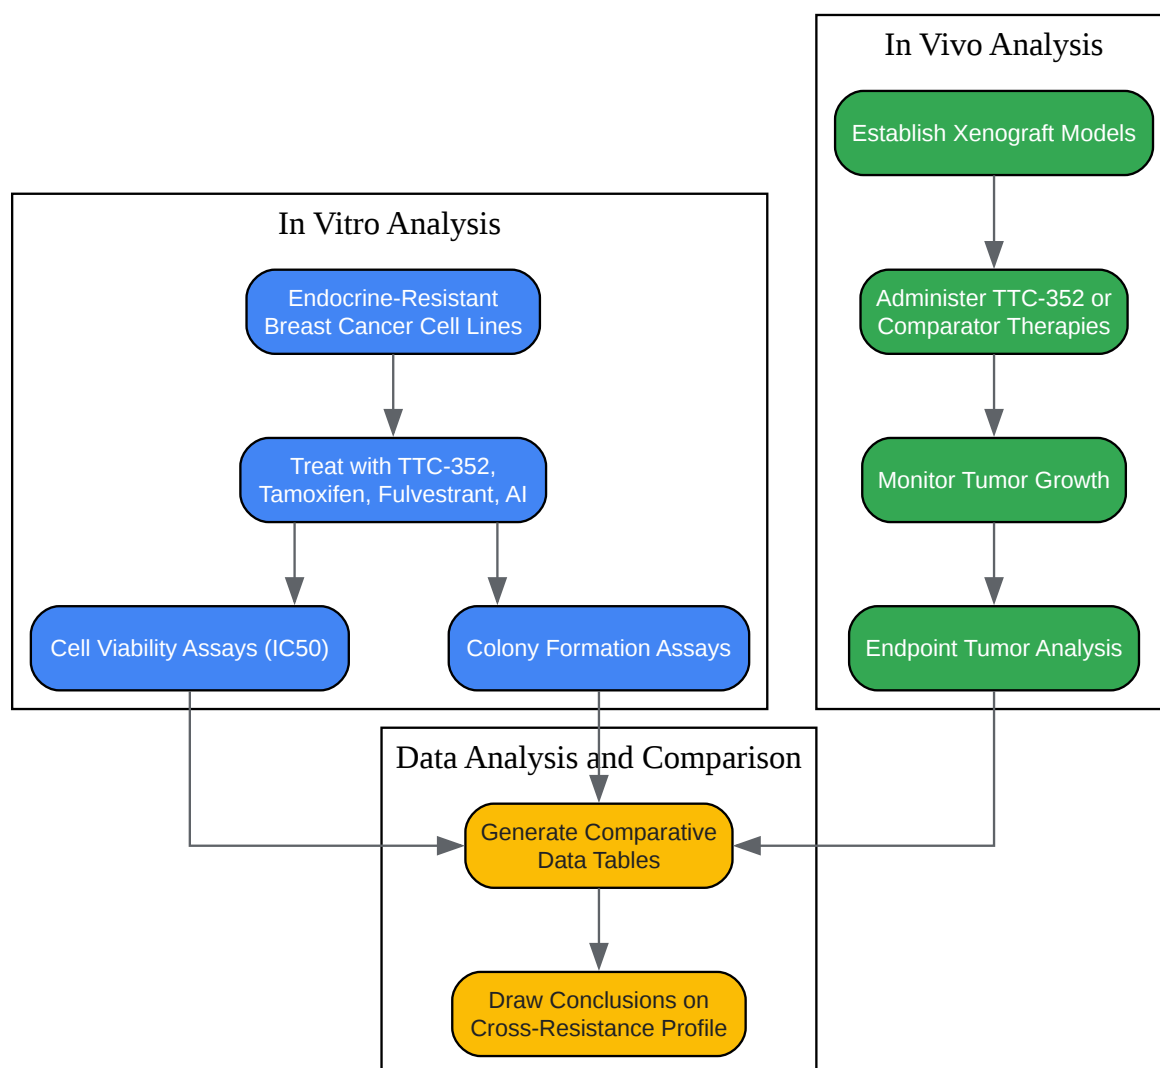 In Vitro Analysis
Endocrine-Resistant
Breast Cancer Cell Lines
Treat with TTC-352,
Tamoxifen, Fulvestrant, AI
Cell Viability Assays (IC50)
Colony Formation Assays
In Vivo Analysis
Establish Xenograft Models
Administer TTC-352 or
Comparator Therapies
Monitor Tumor Growth
Endpoint Tumor Analysis
Data Analysis and Comparison
Generate Comparative
Data Tables
Draw Conclusions on
Cross-Resistance Profile